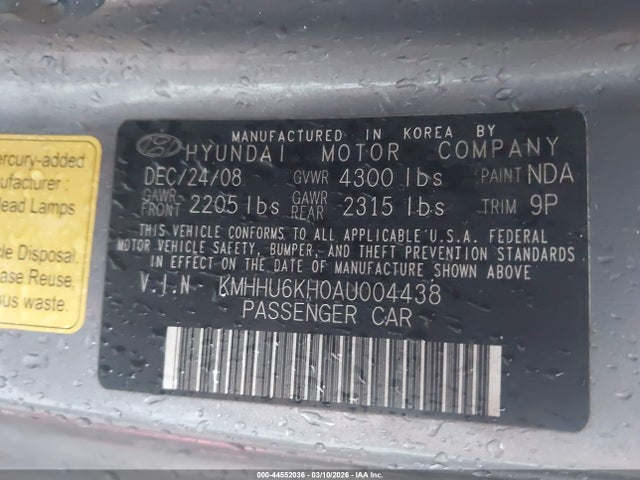 ercury-added
ufacturer :
Head Lamps
le Disposal.
ease Reuse,
ous waste.
MANUFACTURED IN KOREA BY
HYUNDAI MOTOR COMPANY
DEC/24/08 GVWR 4300 lbs PAINT NDA
GAWR FRONT 2205 lbs GAWR REAR 2315 lbs TRIM 9P
THIS VEHICLE CONFORMS TO ALL APPLICABLE U.S.A. FEDERAL
MOTOR VEHICLE SAFETY, BUMPER, AND THEFT PREVENTION STANDARDS
IN EFFECT ON THE DATE OF MANUFACTURE SHOWN ABOVE
V.I.N KMHHU6KH0AU004438
PASSENGER CAR
000-44552036 - 03/10/2026 - IAA Inc.